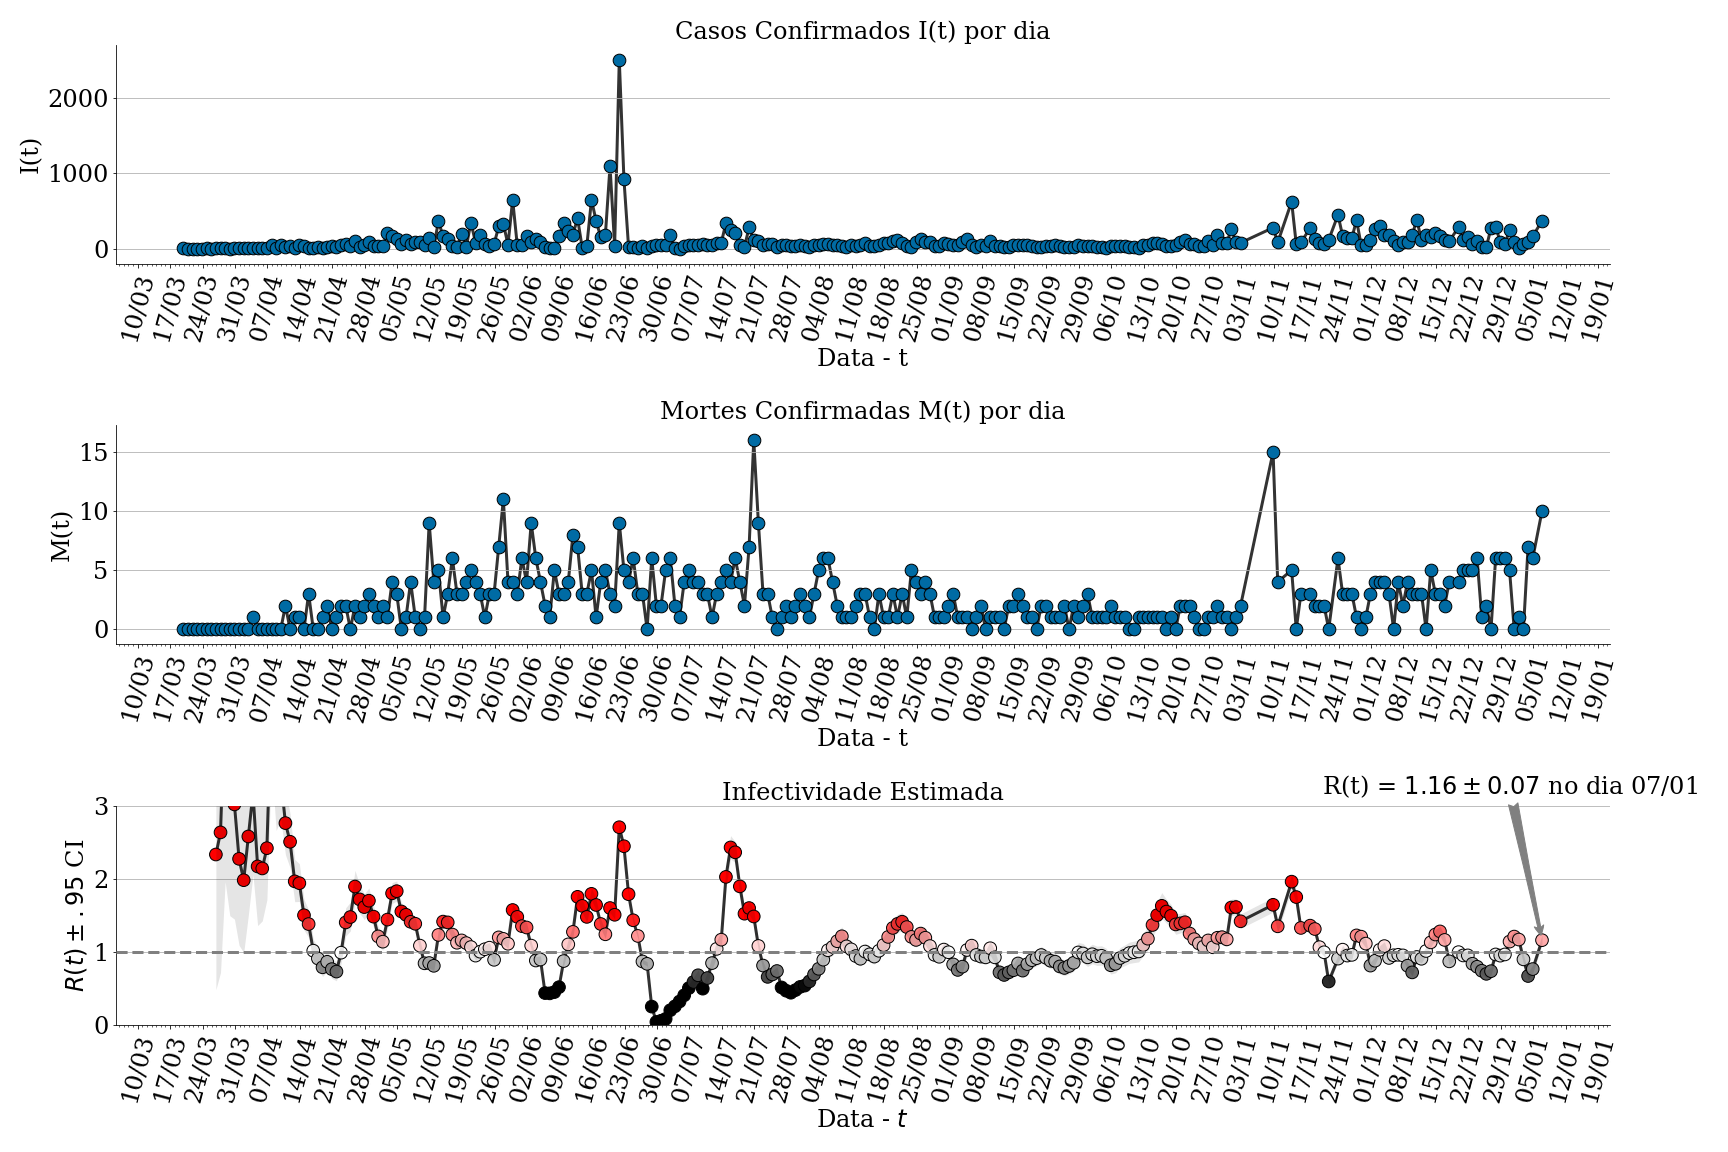 Casos Confirmados I(t) por dia
2000
1000
0
I(t)
10/03 17/03 24/03 31/03 07/04 14/04 21/04 28/04 05/05 12/05 19/05 26/05 02/06 09/06 16/06 23/06 30/06 07/07 14/07 21/07 28/07 04/08 11/08 18/08 25/08 01/09 08/09 15/09 22/09 29/09 06/10 13/10 20/10 27/10 03/11 10/11 17/11 24/11 01/12 08/12 15/12 22/12 29/12 05/01 12/01 19/01
Data - t
Mortes Confirmadas M(t) por dia
15
10
5
0
M(t)
10/03 17/03 24/03 31/03 07/04 14/04 21/04 28/04 05/05 12/05 19/05 26/05 02/06 09/06 16/06 23/06 30/06 07/07 14/07 21/07 28/07 04/08 11/08 18/08 25/08 01/09 08/09 15/09 22/09 29/09 06/10 13/10 20/10 27/10 03/11 10/11 17/11 24/11 01/12 08/12 15/12 22/12 29/12 05/01 12/01 19/01
Data - t
Infectividade Estimada
R(t) = 1.16 ± 0.07 no dia 07/01
3
2
1
0
R(t) ± .95 CI
10/03 17/03 24/03 31/03 07/04 14/04 21/04 28/04 05/05 12/05 19/05 26/05 02/06 09/06 16/06 23/06 30/06 07/07 14/07 21/07 28/07 04/08 11/08 18/08 25/08 01/09 08/09 15/09 22/09 29/09 06/10 13/10 20/10 27/10 03/11 10/11 17/11 24/11 01/12 08/12 15/12 22/12 29/12 05/01 12/01 19/01
Data - t